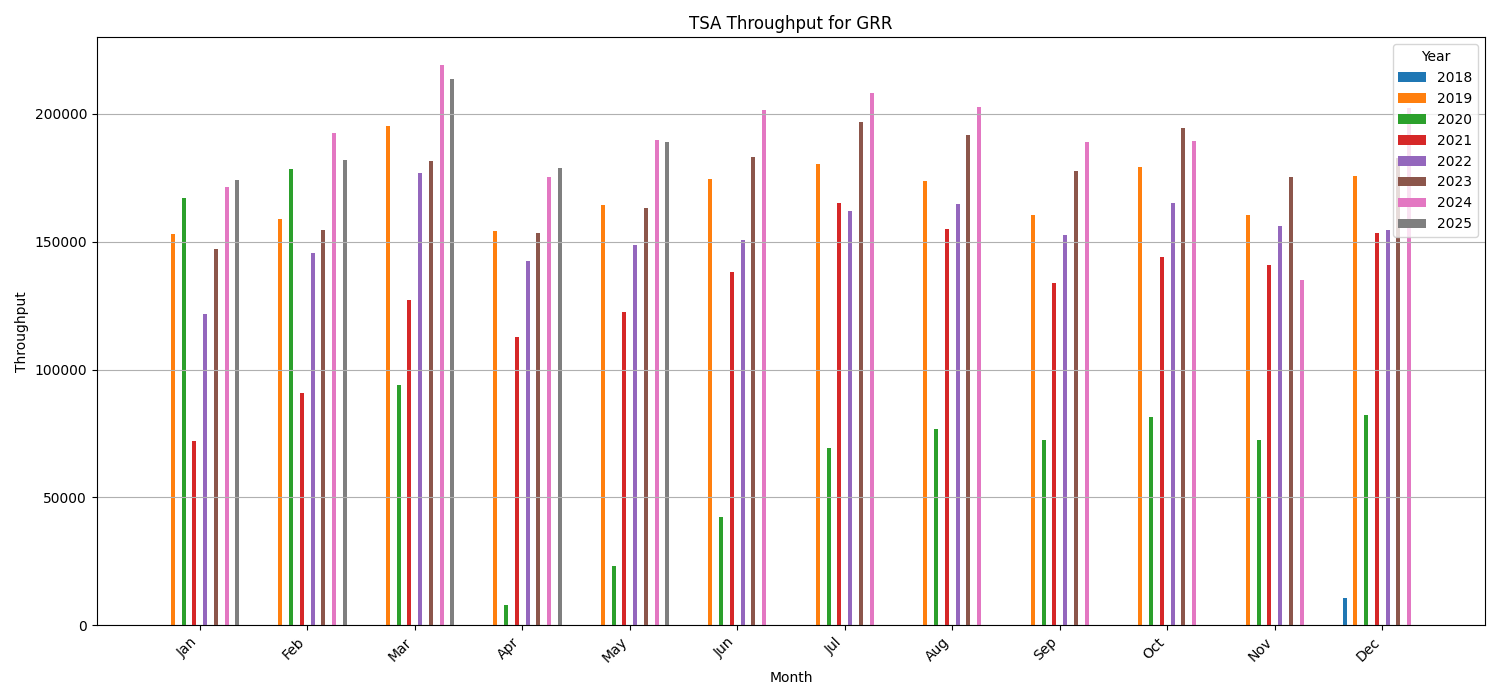 TSA Throughput for GRR
Year
2018
2019
2020
2021
2022
2023
2024
2025
Throughput
200000
150000
100000
50000
0
Jan
Feb
Mar
Apr
May
Jun
Jul
Aug
Sep
Oct
Nov
Dec
Month